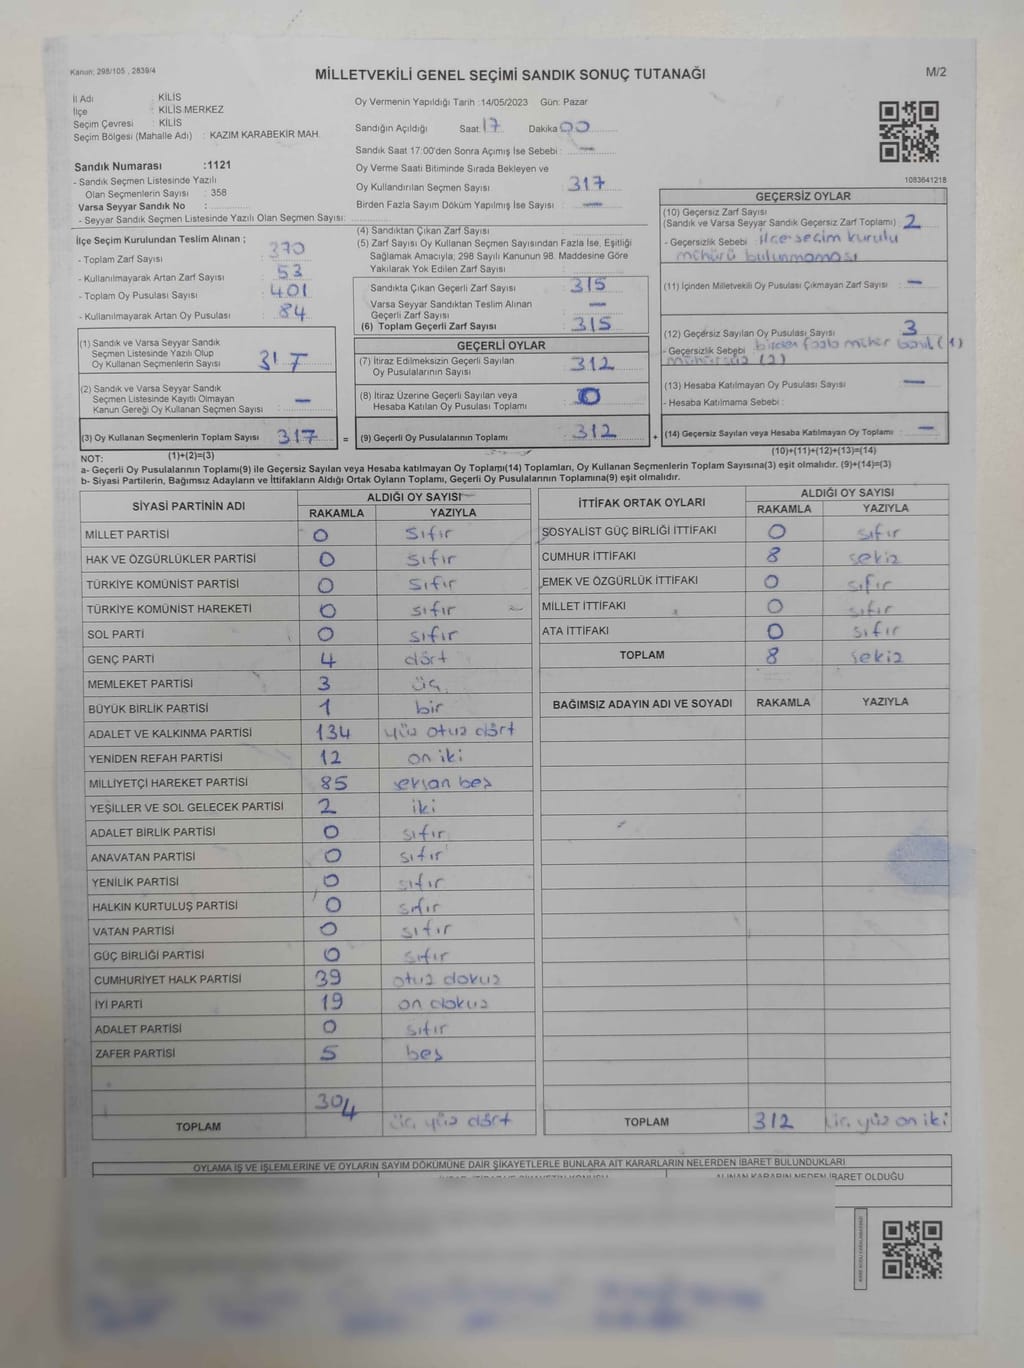 Kanun; 298/105 , 2839/4
MİLLETVEKİLİ GENEL SEÇİMİ SANDIK SONUÇ TUTANAĞI
M/2
İl Adı : KİLİS
İlçe : KİLİS MERKEZ
Seçim Çevresi : KİLİS
Seçim Bölgesi (Mahalle Adı) : KAZIM KARABEKİR MAH.
Sandık Numarası :1121
- Sandık Seçmen Listesinde Yazılı
Olan Seçmenlerin Sayısı : 358
Varsa Seyyar Sandık No :
- Seyyar Sandık Seçmen Listesinde Yazılı Olan Seçmen Sayısı:
Oy Vermenin Yapıldığı Tarih :14/05/2023 Gün: Pazar
Sandığın Açıldığı Saat 17 Dakika 00
Sandık Saat 17:00'den Sonra Açımış İse Sebebi : —
Oy Verme Saati Bitiminde Sırada Bekleyen ve
Oy Kullandırılan Seçmen Sayısı : 317
Birden Fazla Sayım Döküm Yapılmış İse Sayısı : —
1083641218
İlçe Seçim Kurulundan Teslim Alınan ;
- Toplam Zarf Sayısı : 370
- Kullanılmayarak Artan Zarf Sayısı : 53
- Toplam Oy Pusulası Sayısı : 401
- Kullanılmayarak Artan Oy Pusulası : 84
(1) Sandık ve Varsa Seyyar Sandık
Seçmen Listesinde Yazılı Olup
Oy Kullanan Seçmenlerin Sayısı : 317
(2) Sandık ve Varsa Seyyar Sandık
Seçmen Listesinde Kayıtlı Olmayan
Kanun Gereği Oy Kullanan Seçmen Sayısı : —
(3) Oy Kullanan Seçmenlerin Toplam Sayısı : 317
(1)+(2)=(3)
(4) Sandıktan Çıkan Zarf Sayısı :
(5) Zarf Sayısı Oy Kullanan Seçmen Sayısından Fazla İse, Eşitliği
Sağlamak Amacıyla; 298 Sayılı Kanunun 98. Maddesine Göre
Yakılarak Yok Edilen Zarf Sayısı :
Sandıkta Çıkan Geçerli Zarf Sayısı : 315
Varsa Seyyar Sandıktan Teslim Alınan
Geçerli Zarf Sayısı : —
(6) Toplam Geçerli Zarf Sayısı : 315
GEÇERLİ OYLAR
(7) İtiraz Edilmeksizin Geçerli Sayılan
Oy Pusulalarının Sayısı : 312
(8) İtiraz Üzerine Geçerli Sayılan veya
Hesaba Katılan Oy Pusulası Toplamı : 0
= (9) Geçerli Oy Pusulalarının Toplamı : 312 +
GEÇERSİZ OYLAR
(10) Geçersiz Zarf Sayısı
(Sandık ve Varsa Seyyar Sandık Geçersiz Zarf Toplamı) : 2
- Geçersizlik Sebebi : ilçe seçim kurulu
mührü bulunmaması
(11) İçinden Milletvekili Oy Pusulası Çıkmayan Zarf Sayısı : —
(12) Geçersiz Sayılan Oy Pusulası Sayısı : 3
- Geçersizlik Sebebi : birden fazla mühür (1)
mühürsüz (2)
(13) Hesaba Katılmayan Oy Pusulası Sayısı : —
- Hesaba Katılmama Sebebi :
(14) Geçersiz Sayılan veya Hesaba Katılmayan Oy Toplamı : —
(10)+(11)+(12)+(13)=(14)
NOT:
a- Geçerli Oy Pusulalarının Toplamı(9) ile Geçersiz Sayılan veya Hesaba katılmayan Oy Toplamı(14) Toplamları, Oy Kullanan Seçmenlerin Toplam Sayısına(3) eşit olmalıdır. (9)+(14)=(3)
b- Siyasi Partilerin, Bağımsız Adayların ve İttifakların Aldığı Ortak Oyların Toplamı, Geçerli Oy Pusulalarının Toplamına(9) eşit olmalıdır.
SİYASİ PARTİNİN ADI ALDIĞI OY SAYISI
RAKAMLA YAZIYLA
MİLLET PARTİSİ 0 sıfır
HAK VE ÖZGÜRLÜKLER PARTİSİ 0 sıfır
TÜRKİYE KOMÜNİST PARTİSİ 0 sıfır
TÜRKİYE KOMÜNİST HAREKETİ 0 sıfır
SOL PARTİ 0 sıfır
GENÇ PARTİ 4 dört
MEMLEKET PARTİSİ 3 üç
BÜYÜK BİRLİK PARTİSİ 1 bir
ADALET VE KALKINMA PARTİSİ 134 yüz otuz dört
YENİDEN REFAH PARTİSİ 12 on iki
MİLLİYETÇİ HAREKET PARTİSİ 85 seksan beş
YEŞİLLER VE SOL GELECEK PARTİSİ 2 iki
ADALET BİRLİK PARTİSİ 0 sıfır
ANAVATAN PARTİSİ 0 sıfır
YENİLİK PARTİSİ 0 sıfır
HALKIN KURTULUŞ PARTİSİ 0 sıfır
VATAN PARTİSİ 0 sıfır
GÜÇ BİRLİĞİ PARTİSİ 0 sıfır
CUMHURİYET HALK PARTİSİ 39 otuz dokuz
İYİ PARTİ 19 on dokuz
ADALET PARTİSİ 0 sıfır
ZAFER PARTİSİ 5 beş
TOPLAM 304 üç yüz dört
İTTİFAK ORTAK OYLARI ALDIĞI OY SAYISI
RAKAMLA YAZIYLA
SOSYALİST GÜÇ BİRLİĞİ İTTİFAKI 0 sıfır
CUMHUR İTTİFAKI 8 sekiz
EMEK VE ÖZGÜRLÜK İTTİFAKI 0 sıfır
MİLLET İTTİFAKI 0 sıfır
ATA İTTİFAKI 0 sıfır
TOPLAM 8 sekiz
BAĞIMSIZ ADAYIN ADI VE SOYADI RAKAMLA YAZIYLA
TOPLAM 312 üç yüz on iki
OYLAMA İŞ VE İŞLEMLERİNE VE OYLARIN SAYIM DÖKÜMÜNE DAİR ŞİKAYETLERLE BUNLARA AİT KARARLARIN NELERDEN İBARET BULUNDUKLARI
ALINAN KARARIN NEDEN İBARET OLDUĞU